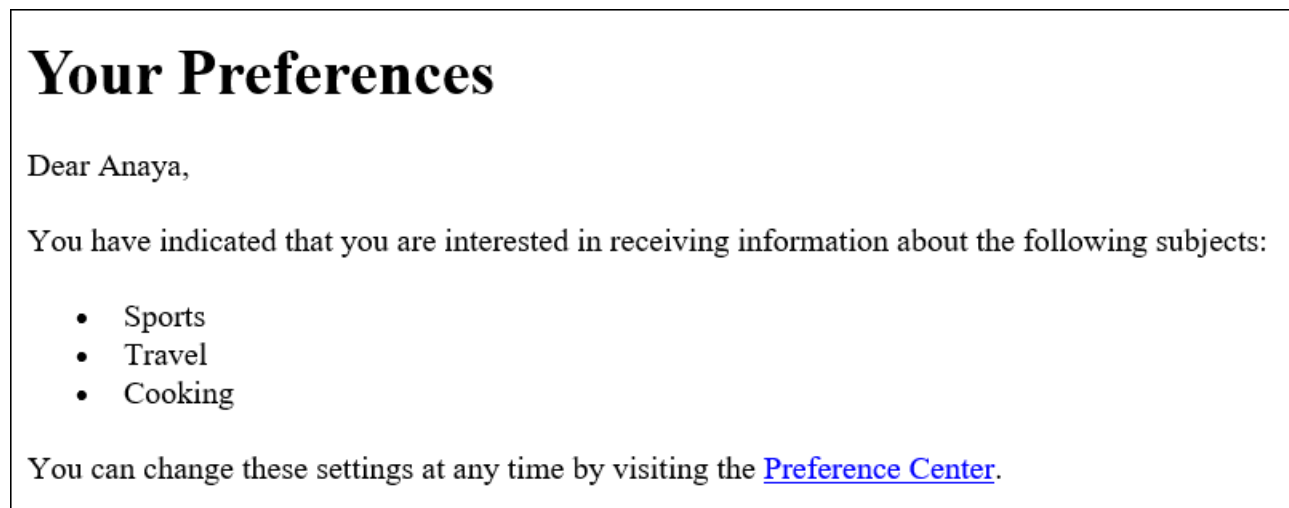 Your Preferences
Dear Anaya,
You have indicated that you are interested in receiving information about the following subjects:
• Sports
• Travel
• Cooking
You can change these settings at any time by visiting the Preference Center.